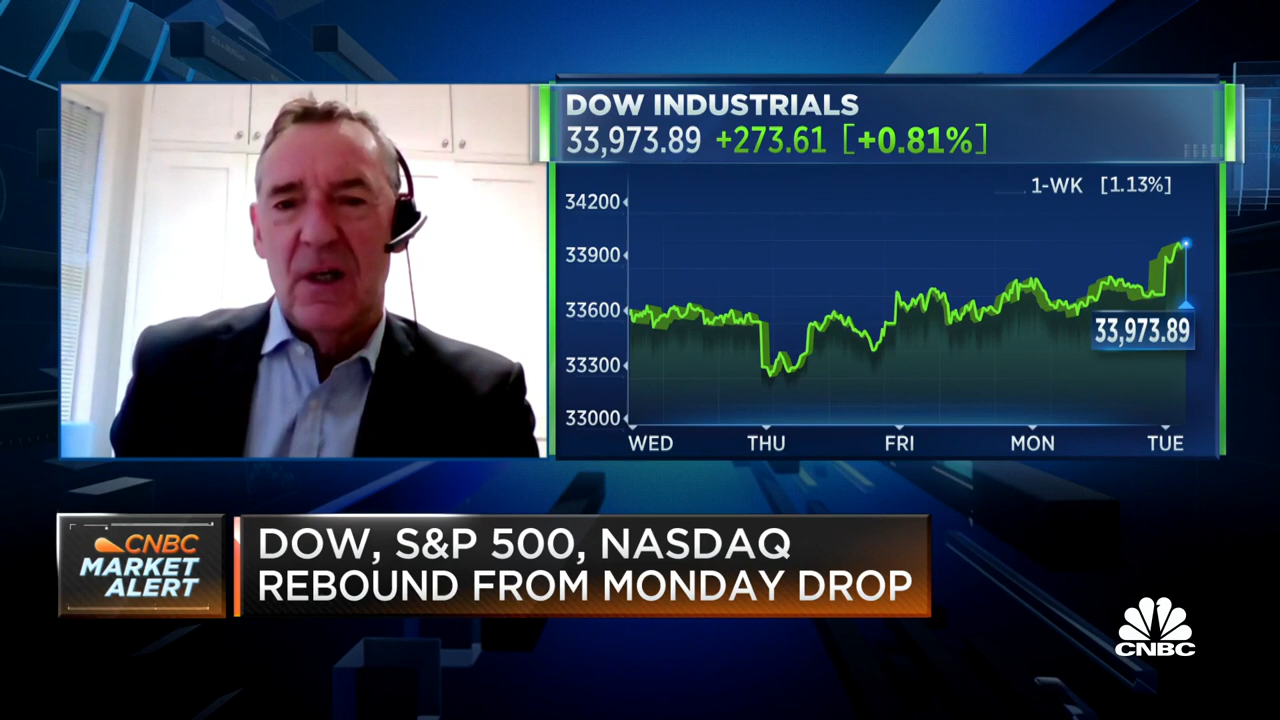 DOW INDUSTRIALS
33,973.89 +273.61 [+0.81%]
1-WK [1.13%]
34200
33900
33600
33300
33000
33,973.89
WED THU FRI MON TUE
CNBC
MARKET
ALERT
DOW, S&P 500, NASDAQ
REBOUND FROM MONDAY DROP
CNBC